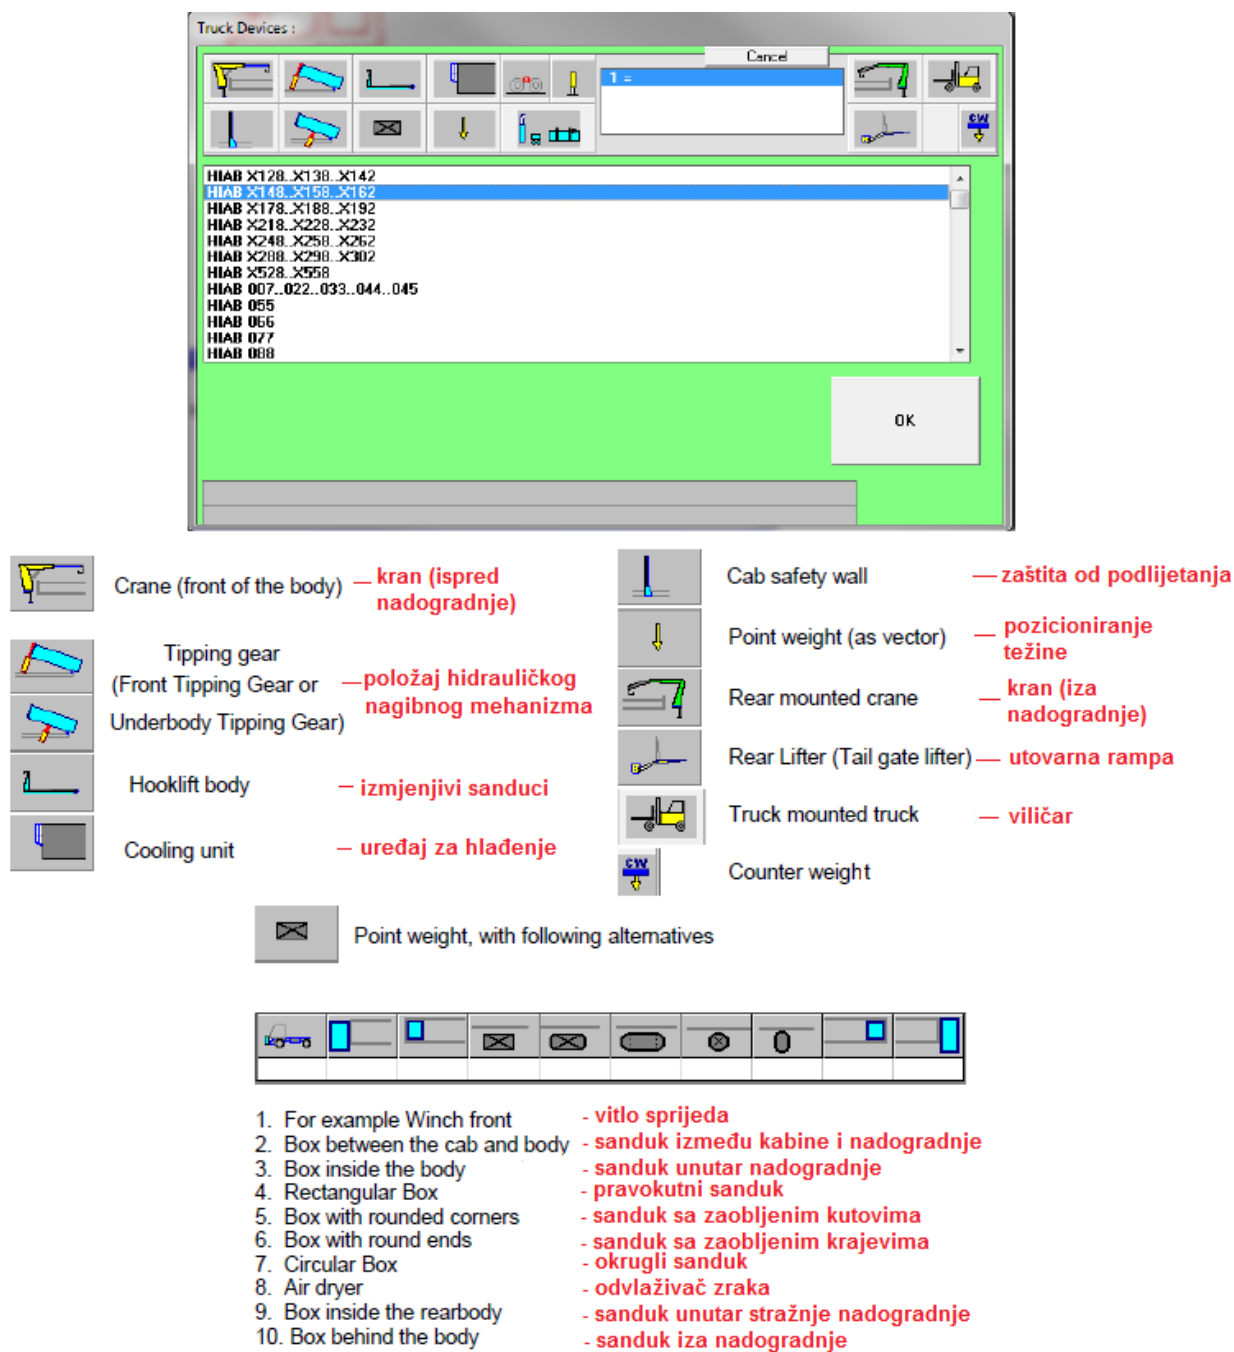 Truck Devices :
Cancel
1 =
CW
HIAB X128..X138..X142
HIAB X148..X158..X162
HIAB X178..X188..X192
HIAB X218..X228..X232
HIAB X248..X258..X262
HIAB X288..X298..X302
HIAB X528..X558
HIAB 007..022..033..044..045
HIAB 055
HIAB 066
HIAB 077
HIAB 088
OK
Crane (front of the body) — kran (ispred
nadogradnje)
Tipping gear
(Front Tipping Gear or — položaj hidrauličkog
Underbody Tipping Gear) nagibnog mehanizma
Hooklift body — izmjenjivi sanduci
Cooling unit — uređaj za hlađenje
Cab safety wall — zaštita od podlijetanja
Point weight (as vector) — pozicioniranje
težine
Rear mounted crane — kran (iza
nadogradnje)
Rear Lifter (Tail gate lifter) — utovarna rampa
Truck mounted truck — viličar
CW
Counter weight
Point weight, with following alternatives
1. For example Winch front - vitlo sprijeda
2. Box between the cab and body - sanduk između kabine i nadogradnje
3. Box inside the body - sanduk unutar nadogradnje
4. Rectangular Box - pravokutni sanduk
5. Box with rounded corners - sanduk sa zaobljenim kutovima
6. Box with round ends - sanduk sa zaobljenim krajevima
7. Circular Box - okrugli sanduk
8. Air dryer - odvlaživač zraka
9. Box inside the rearbody - sanduk unutar stražnje nadogradnje
10. Box behind the body - sanduk iza nadogradnje